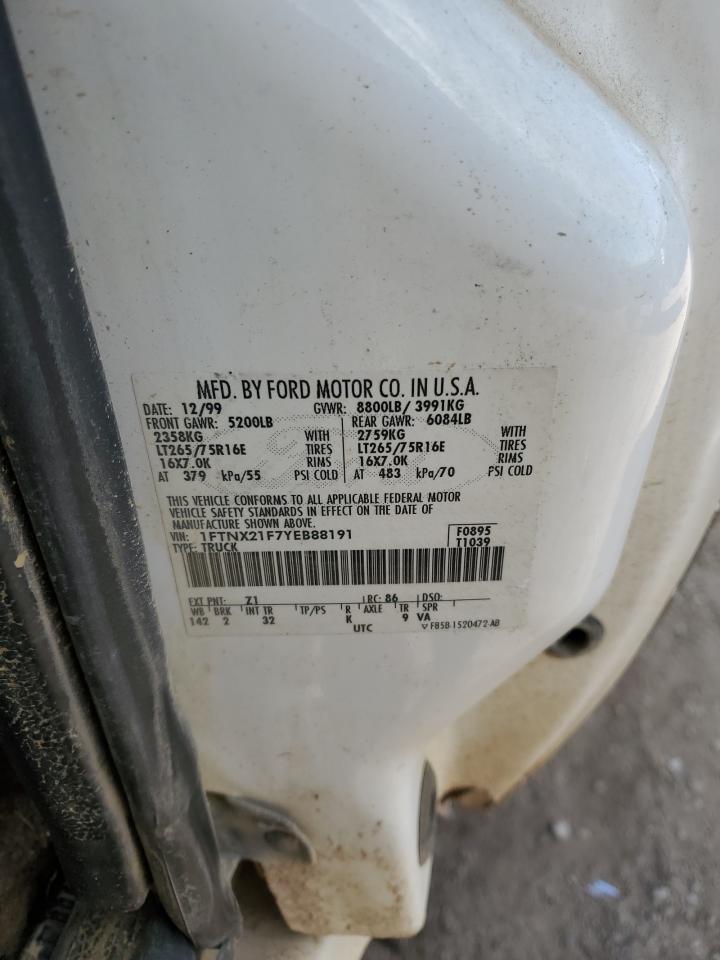 MFD. BY FORD MOTOR CO. IN U.S.A.
DATE: 12/99 GVWR: 8800LB/ 3991KG
FRONT GAWR: 5200LB REAR GAWR: 6084LB
2358KG WITH 2759KG WITH
LT265/75R16E TIRES LT265/75R16E TIRES
16X7.0K RIMS 16X7.0K RIMS
AT 379 kPa/55 PSI COLD AT 483 kPa/70 PSI COLD
THIS VEHICLE CONFORMS TO ALL APPLICABLE FEDERAL MOTOR
VEHICLE SAFETY STANDARDS IN EFFECT ON THE DATE OF
MANUFACTURE SHOWN ABOVE.
VIN: 1FTNX21F7YEB88191 F0895
TYPE: TRUCK T1039
EXT PNT: Z1 RC: 86 DSO:
WB BRK INT TR TP/PS R AXLE TR SPR
142 2 32 K 9 VA
UTC F85B-1520472-AB